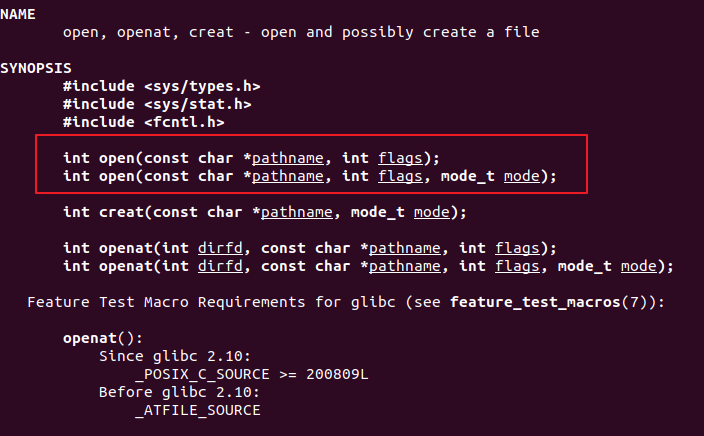 NAME
open, openat, creat - open and possibly create a file
SYNOPSIS
#include <sys/types.h>
#include <sys/stat.h>
#include <fcntl.h>
int open(const char *pathname, int flags);
int open(const char *pathname, int flags, mode_t mode);
int creat(const char *pathname, mode_t mode);
int openat(int dirfd, const char *pathname, int flags);
int openat(int dirfd, const char *pathname, int flags, mode_t mode);
Feature Test Macro Requirements for glibc (see feature_test_macros(7)):
openat():
Since glibc 2.10:
_POSIX_C_SOURCE >= 200809L
Before glibc 2.10:
_ATFILE_SOURCE